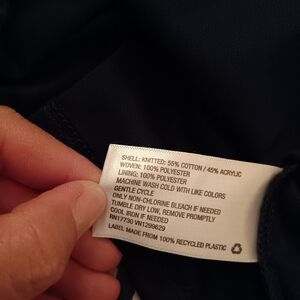 SHELL: KNITTED: 55% COTTON / 45% ACRYLIC
WOVEN: 100% POLYESTER
LINING: 100% POLYESTER
MACHINE WASH COLD WITH LIKE COLORS
GENTLE CYCLE
ONLY NON-CHLORINE BLEACH IF NEEDED
TUMBLE DRY LOW, REMOVE PROMPTLY
COOL IRON IF NEEDED
RN17730 VN1299629
LABEL MADE FROM 100% RECYCLED PLASTIC